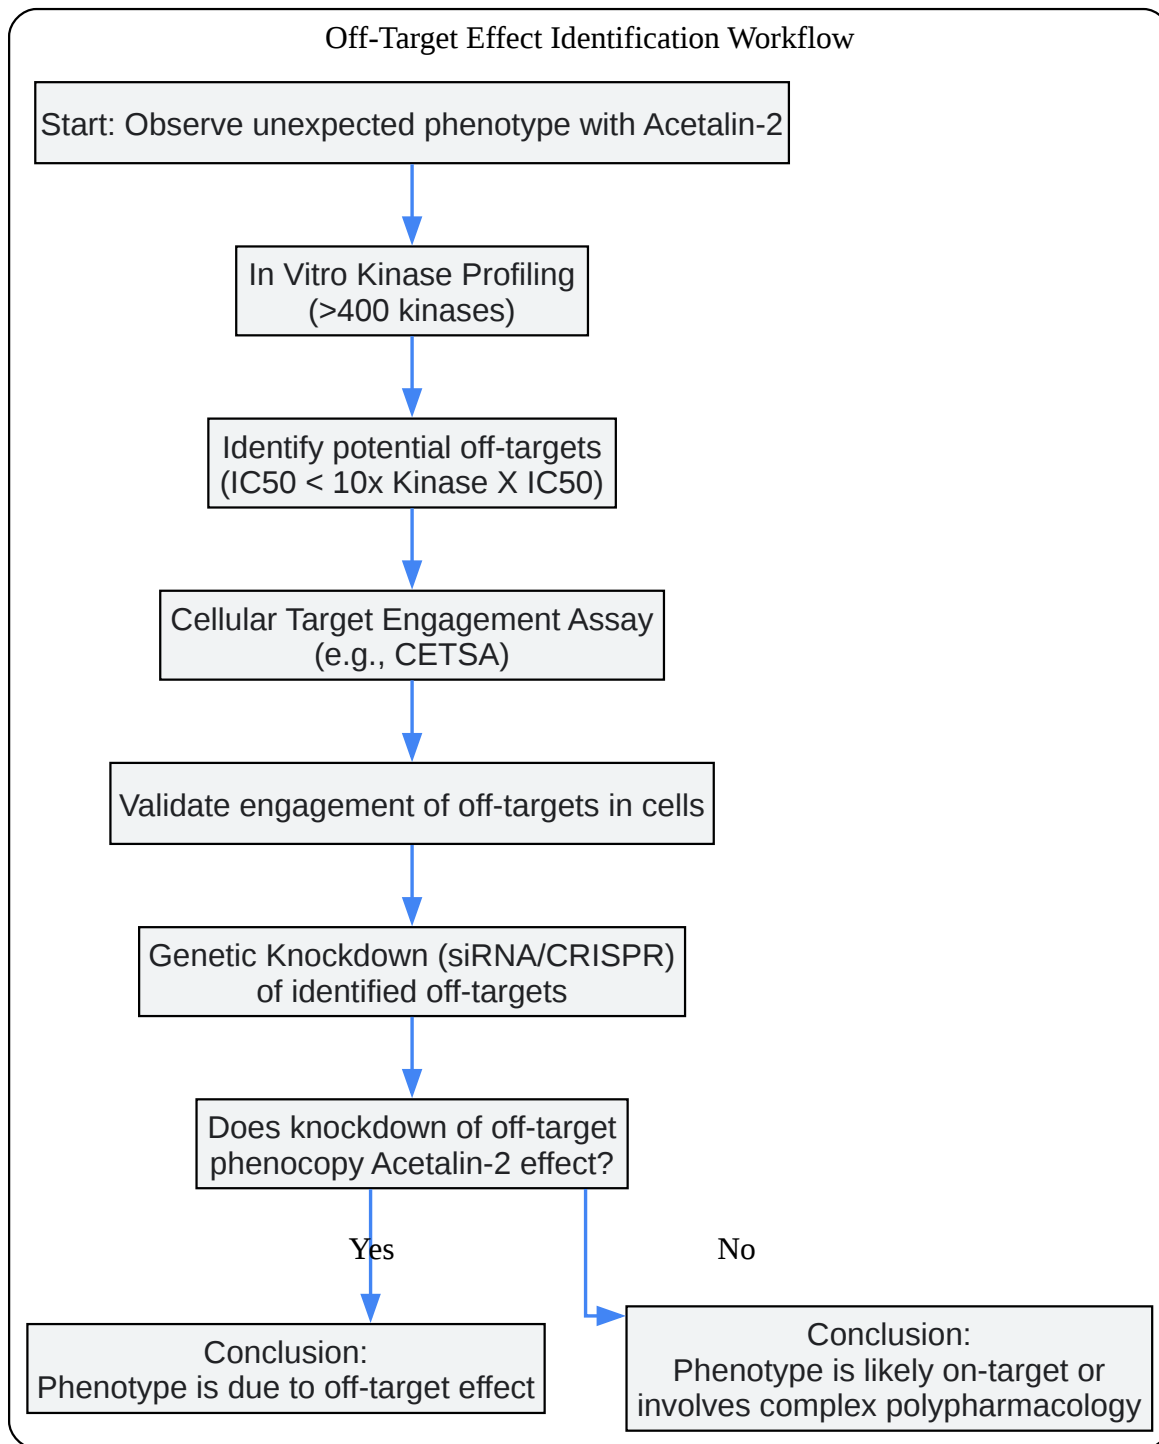 Off-Target Effect Identification Workflow
Start: Observe unexpected phenotype with Acetalin-2
In Vitro Kinase Profiling
(>400 kinases)
Identify potential off-targets
(IC50 < 10x Kinase X IC50)
Cellular Target Engagement Assay
(e.g., CETSA)
Validate engagement of off-targets in cells
Genetic Knockdown (siRNA/CRISPR)
of identified off-targets
Does knockdown of off-target
phenocopy Acetalin-2 effect?
Yes
No
Conclusion:
Phenotype is due to off-target effect
Conclusion:
Phenotype is likely on-target or
involves complex polypharmacology